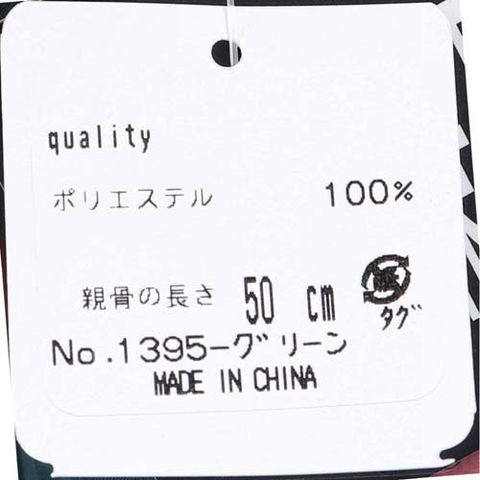 quality
ポリエステル 100%
親骨の長さ 50 cm
タグ
No.1395-グリーン
MADE IN CHINA